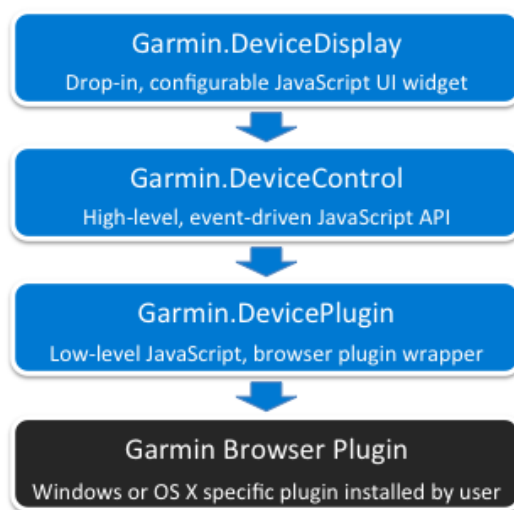 Garmin.DeviceDisplay
Drop-in, configurable JavaScript UI widget
Garmin.DeviceControl
High-level, event-driven JavaScript API
Garmin.DevicePlugin
Low-level JavaScript, browser plugin wrapper
Garmin Browser Plugin
Windows or OS X specific plugin installed by user